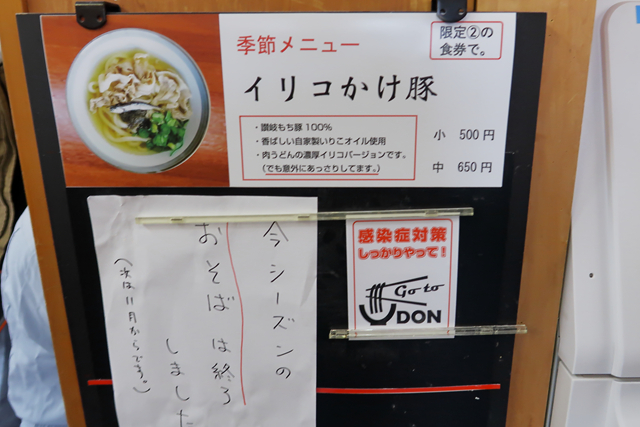 季節メニュー
限定②の
食券で。
イリコかけ豚
・讃岐もち豚100%
・香ばしい自家製いりこオイル使用
・肉うどんの濃厚イリコバージョンです。
(でも意外にあっさりしてます。)
小 500円
中 650円
今シーズンの
おそばは終了
しました
(次は11月からです。)
感染症対策
しっかりやって!
Go to
UDON